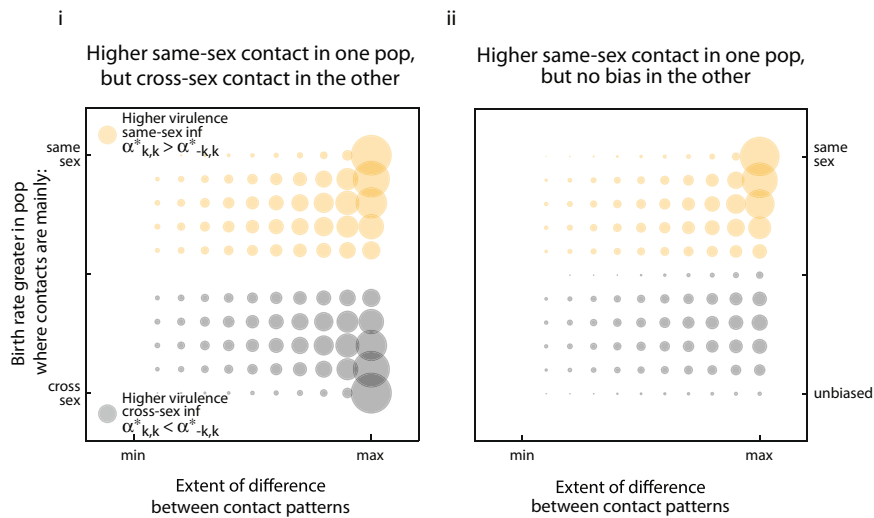 i
Higher same-sex contact in one pop,
but cross-sex contact in the other
Higher virulence
same-sex inf
α*k,k > α*-k,k
same
sex
Birth rate greater in pop
where contacts are mainly:
cross
sex
Higher virulence
cross-sex inf
α*k,k < α*-k,k
min
max
Extent of difference
between contact patterns
ii
Higher same-sex contact in one pop,
but no bias in the other
same
sex
unbiased
min
max
Extent of difference
between contact patterns